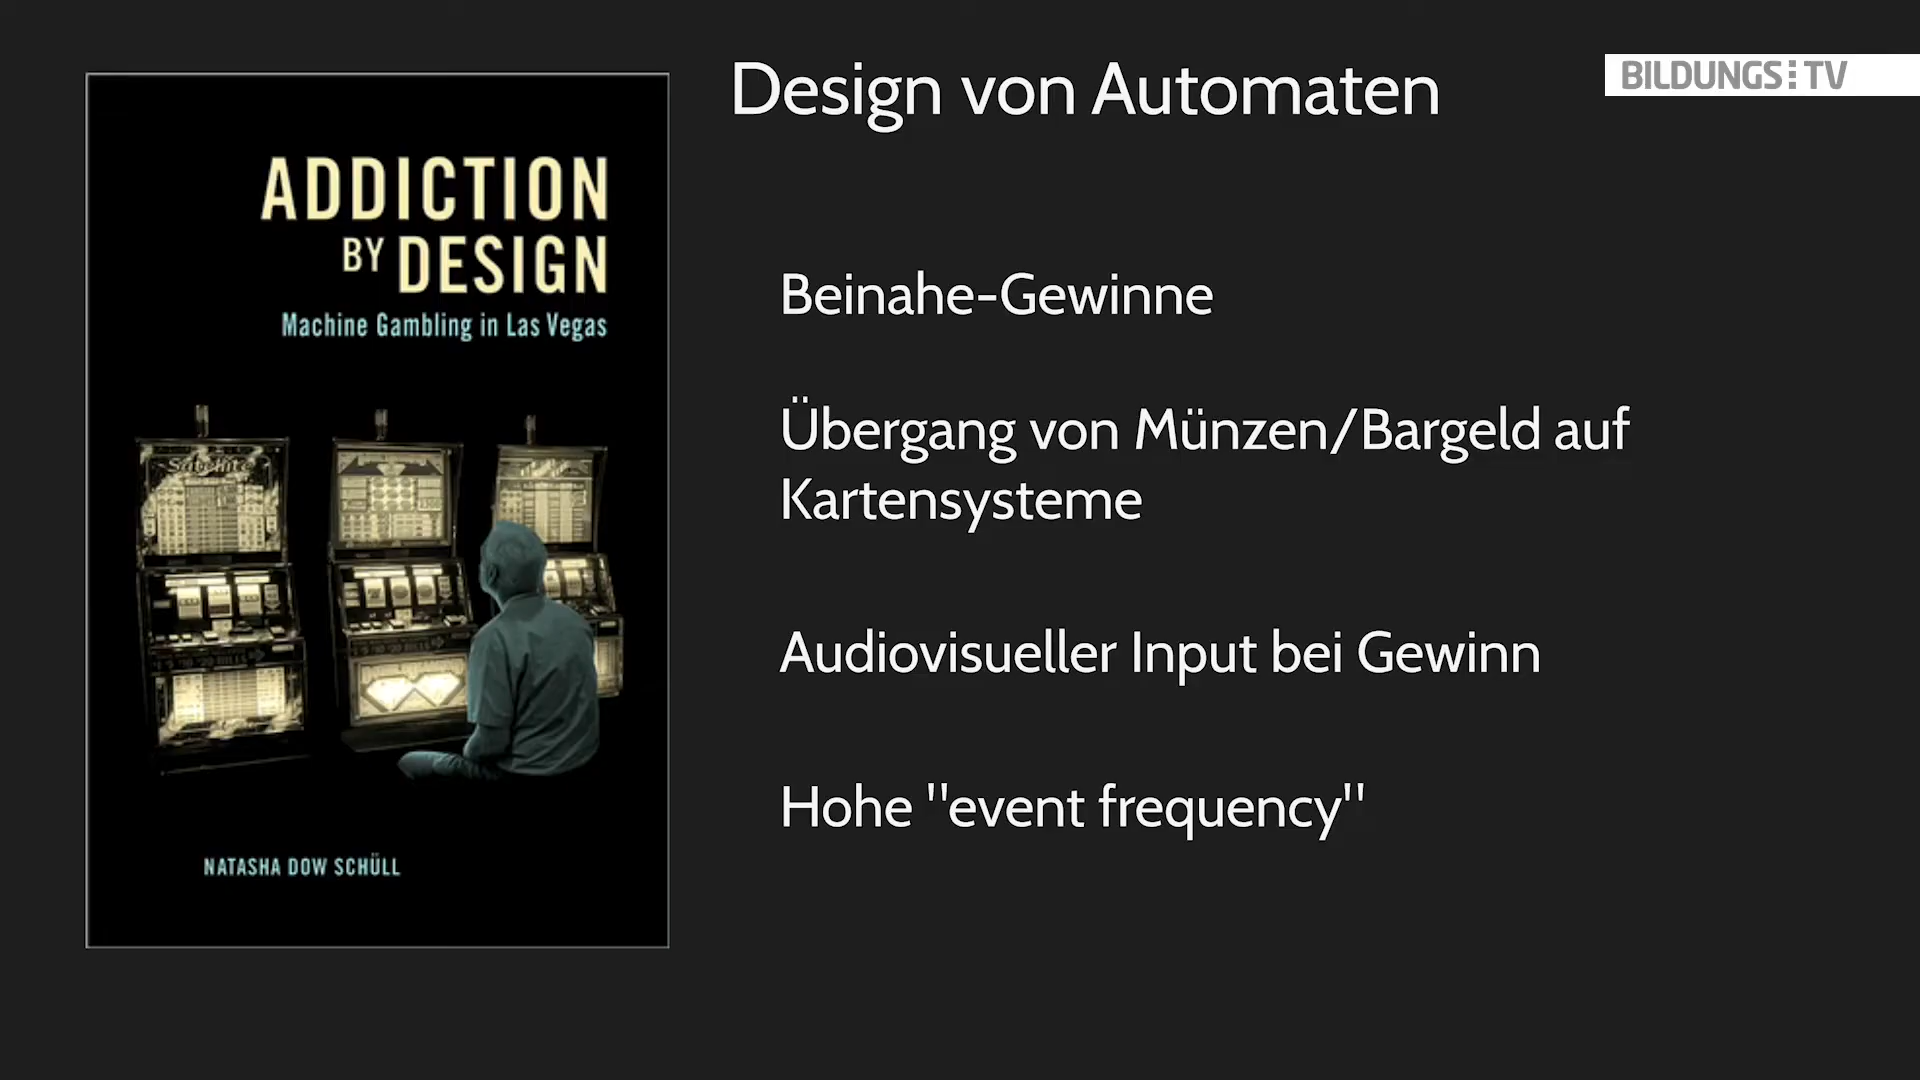 Design von Automaten
BILDUNGS:TV
ADDICTION
BY DESIGN
Machine Gambling in Las Vegas
NATASHA DOW SCHÜLL
Beinahe-Gewinne
Übergang von Münzen/Bargeld auf
Kartensysteme
Audiovisueller Input bei Gewinn
Hohe "event frequency"